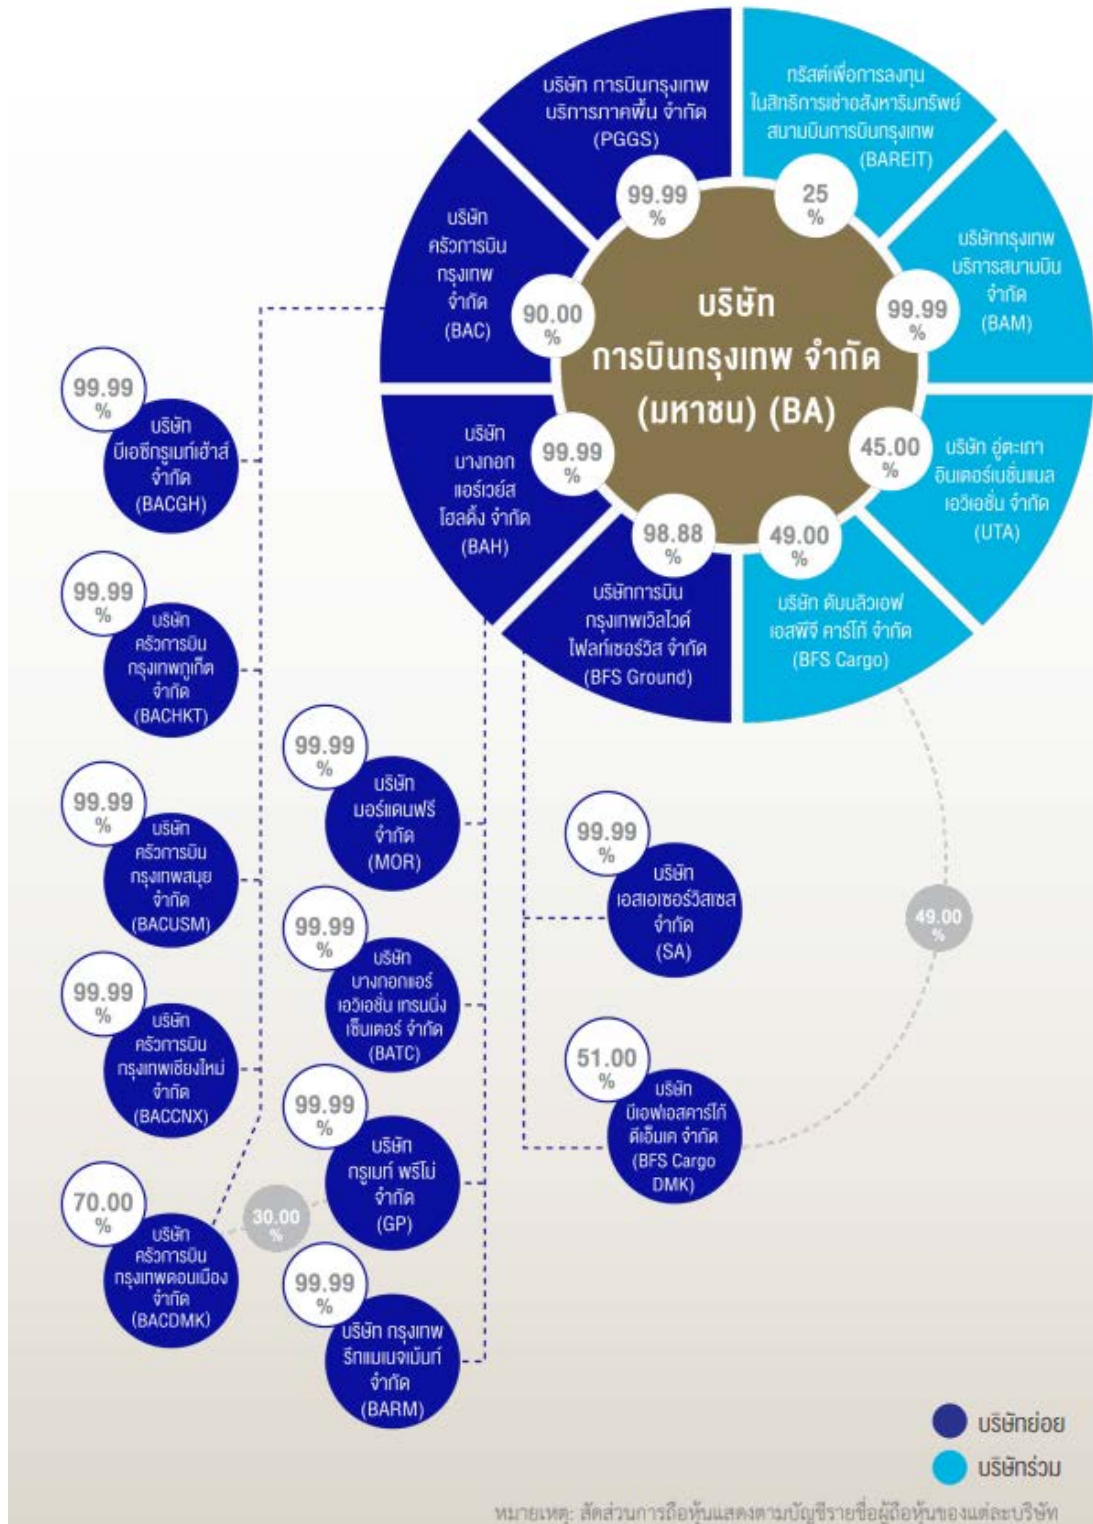 บริษัท การบินกรุงเทพ
บริการภาคพื้น จำกัด
(PGGS)
99.99
%
ทรัสต์เพื่อการลงทุน
ในสิทธิการเช่าอสังหาริมทรัพย์
สนามบินการบินกรุงเทพ
(BAREIT)
25
%
บริษัท
ครัวการบิน
กรุงเทพ
จำกัด
(BAC)
90.00
%
บริษัทกรุงเทพ
บริการสนามบิน
จำกัด
(BAM)
99.99
%
บริษัท
การบินกรุงเทพ จำกัด
(มหาชน) (BA)
บริษัท
บางกอก
แอร์เวย์ส
โฮลดิ้ง จำกัด
(BAH)
99.99
%
บริษัท อู่ตะเภา
อินเตอร์เนชั่นแนล
เอวิเอชั่น จำกัด
(UTA)
45.00
%
98.88
%
บริษัทการบิน
กรุงเทพเวิลไวด์
ไฟลท์เซอร์วิส จำกัด
(BFS Ground)
49.00
%
บริษัท ดับบลิวเอฟ
เอสพีจี คาร์โก้ จำกัด
(BFS Cargo)
99.99
%
บริษัท
บีเอซีกรูเมท์เฮ้าส์
จำกัด
(BACGH)
99.99
%
บริษัท
ครัวการบิน
กรุงเทพภูเก็ต
จำกัด
(BACHKT)
99.99
%
บริษัท
ครัวการบิน
กรุงเทพสมุย
จำกัด
(BACUSM)
99.99
%
บริษัท
ครัวการบิน
กรุงเทพเชียงใหม่
จำกัด
(BACCNX)
70.00
%
บริษัท
ครัวการบิน
กรุงเทพดอนเมือง
จำกัด
(BACDMK)
30.00
%
99.99
%
บริษัท
มอร์แดนฟรี
จำกัด
(MOR)
99.99
%
บริษัท
บางกอกแอร์
เอวิเอชั่น เทรนนิ่ง
เซ็นเตอร์ จำกัด
(BATC)
99.99
%
บริษัท
กรูเมท์ พรีโม่
จำกัด
(GP)
99.99
%
บริษัท กรุงเทพ
รีทแมเนจเม้นท์
จำกัด
(BARM)
99.99
%
บริษัท
เอสเอเซอร์วิสเซส
จำกัด
(SA)
51.00
%
บริษัท
บีเอฟเอสคาร์โก้
ดีเอ็มเค จำกัด
(BFS Cargo
DMK)
49.00
%
บริษัทย่อย
บริษัทร่วม
หมายเหตุ: สัดส่วนการถือหุ้นแสดงตามบัญชีรายชื่อผู้ถือหุ้นของแต่ละบริษัท